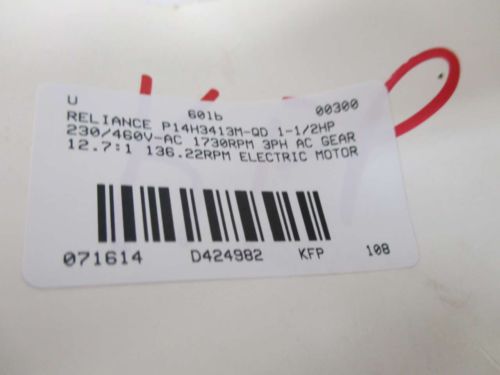 U 60lb 00300
RELIANCE P14H3413M-QD 1-1/2HP
230/460V-AC 1730RPM 3PH AC GEAR
12.7:1 136.22RPM ELECTRIC MOTOR
071614 D424982 KFP 108